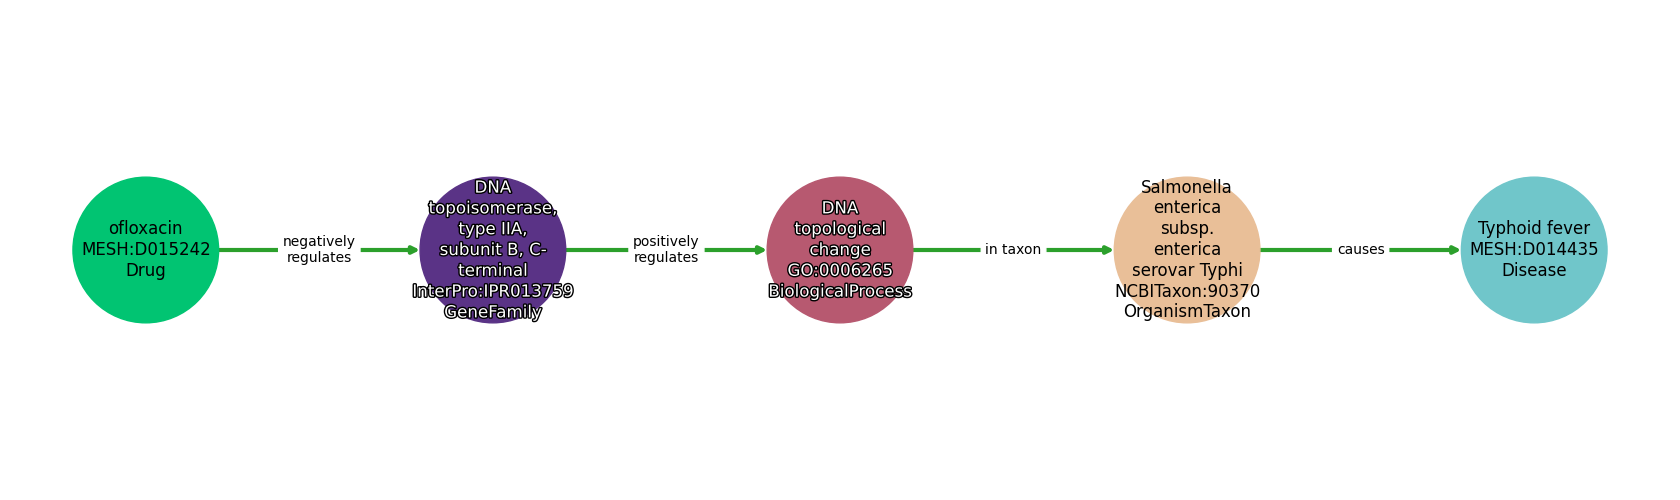 ofloxacin
MESH:D015242
Drug
negatively
regulates
DNA
topoisomerase,
type IIA,
subunit B, C-
terminal
InterPro:IPR013759
GeneFamily
positively
regulates
DNA
topological
change
GO:0006265
BiologicalProcess
in taxon
Salmonella
enterica
subsp.
enterica
serovar Typhi
NCBITaxon:90370
OrganismTaxon
causes
Typhoid fever
MESH:D014435
Disease